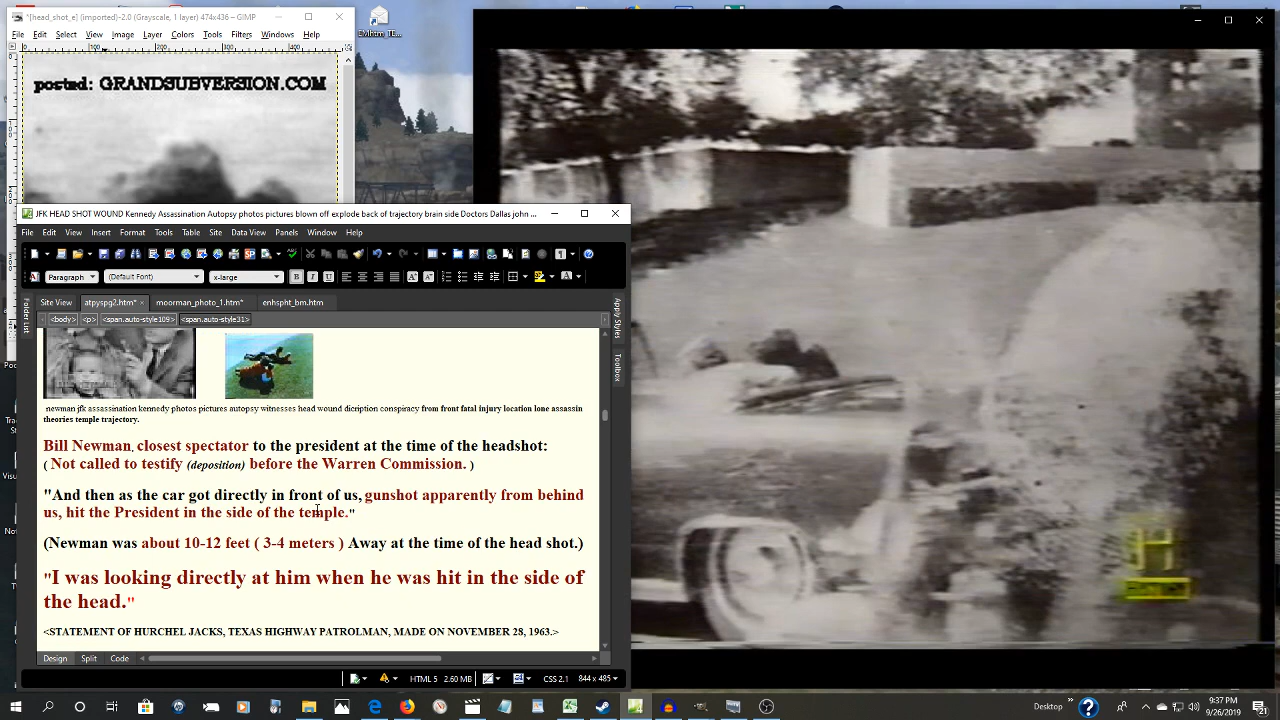 *[head_shot_e] (imported)-2.0 (Grayscale, 1 layer) 474x436 – GIMP
File Edit Select View Image Layer Colors Tools Filters Windows Help
posted: GRANDSUBVERSION.COM
JFK HEAD SHOT WOUND Kennedy Assassination Autopsy photos pictures blown off explode back of trajectory brain side Doctors Dallas john ...
File Edit View Insert Format Tools Table Site Data View Panels Window Help
Paragraph (Default Font) x-large
Site View atpyspg2.htm* moorman_photo_1.htm* enhspht_bm.htm
<body> <p> <span.auto-style109> <span.auto-style31>
Folder List
Apply Styles
Toolbox
newman jfk assassination kennedy photos pictures autopsy witnesses head wound dicription conspiracy from front fatal injury location lone assassin
theories temple trajectory.
Bill Newman, closest spectator to the president at the time of the headshot:
( Not called to testify (deposition) before the Warren Commission. )
"And then as the car got directly in front of us, gunshot apparently from behind
us, hit the President in the side of the temple."
(Newman was about 10-12 feet ( 3-4 meters ) Away at the time of the head shot.)
"I was looking directly at him when he was hit in the side of
the head."
<STATEMENT OF HURCHEL JACKS, TEXAS HIGHWAY PATROLMAN, MADE ON NOVEMBER 28, 1963.>
Design Split Code
HTML 5 2.60 MB CSS 2.1 844 x 485
H
Desktop
9:37 PM
9/26/2019